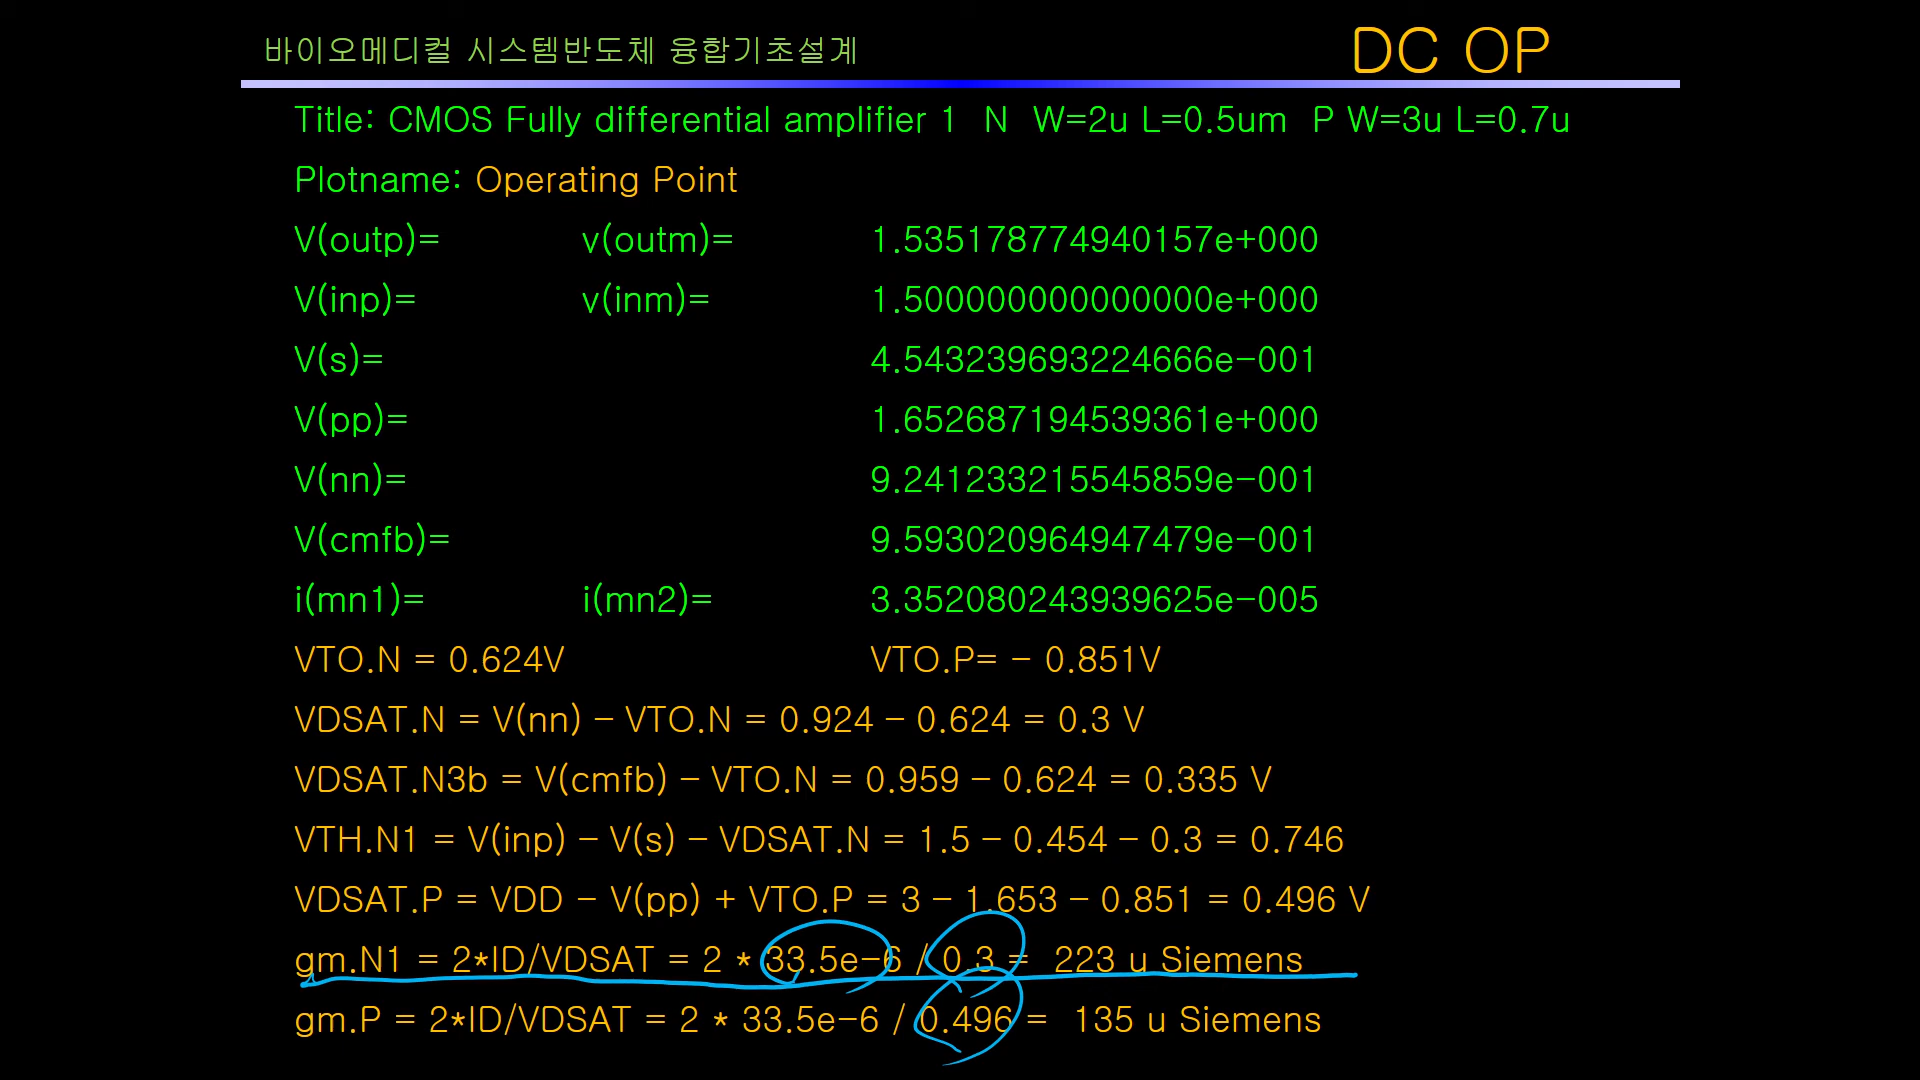 바이오메디컬 시스템반도체 융합기초설계 DC OP
Title: CMOS Fully differential amplifier 1 N W=2u L=0.5um P W=3u L=0.7u
Plotname: Operating Point
V(outp)= v(outm)= 1.535178774940157e+000
V(inp)= v(inm)= 1.500000000000000e+000
V(s)= 4.543239693224666e-001
V(pp)= 1.652687194539361e+000
V(nn)= 9.241233215545859e-001
V(cmfb)= 9.593020964947479e-001
i(mn1)= i(mn2)= 3.352080243939625e-005
VTO.N = 0.624V VTO.P= - 0.851V
VDSAT.N = V(nn) - VTO.N = 0.924 - 0.624 = 0.3 V
VDSAT.N3b = V(cmfb) - VTO.N = 0.959 - 0.624 = 0.335 V
VTH.N1 = V(inp) - V(s) - VDSAT.N = 1.5 - 0.454 - 0.3 = 0.746
VDSAT.P = VDD - V(pp) + VTO.P = 3 - 1.653 - 0.851 = 0.496 V
gm.N1 = 2*ID/VDSAT = 2 * 33.5e-6 / 0.3 = 223 u Siemens
gm.P = 2*ID/VDSAT = 2 * 33.5e-6 / 0.496 = 135 u Siemens